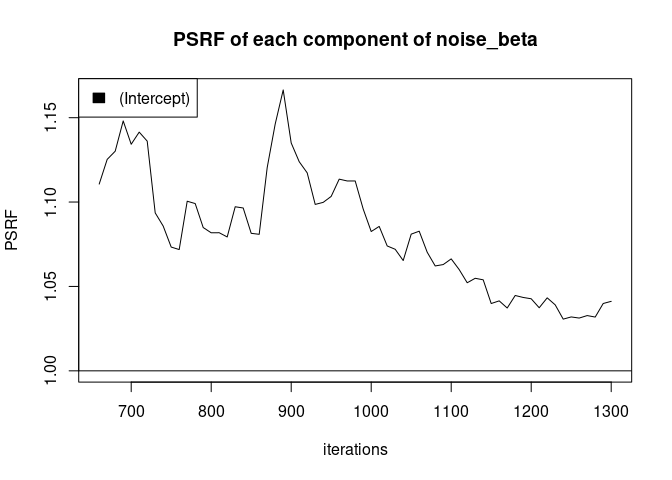 PSRF of each component of noise_beta
(Intercept)
PSRF
1.15
1.10
1.05
1.00
700 800 900 1000 1100 1200 1300
iterations